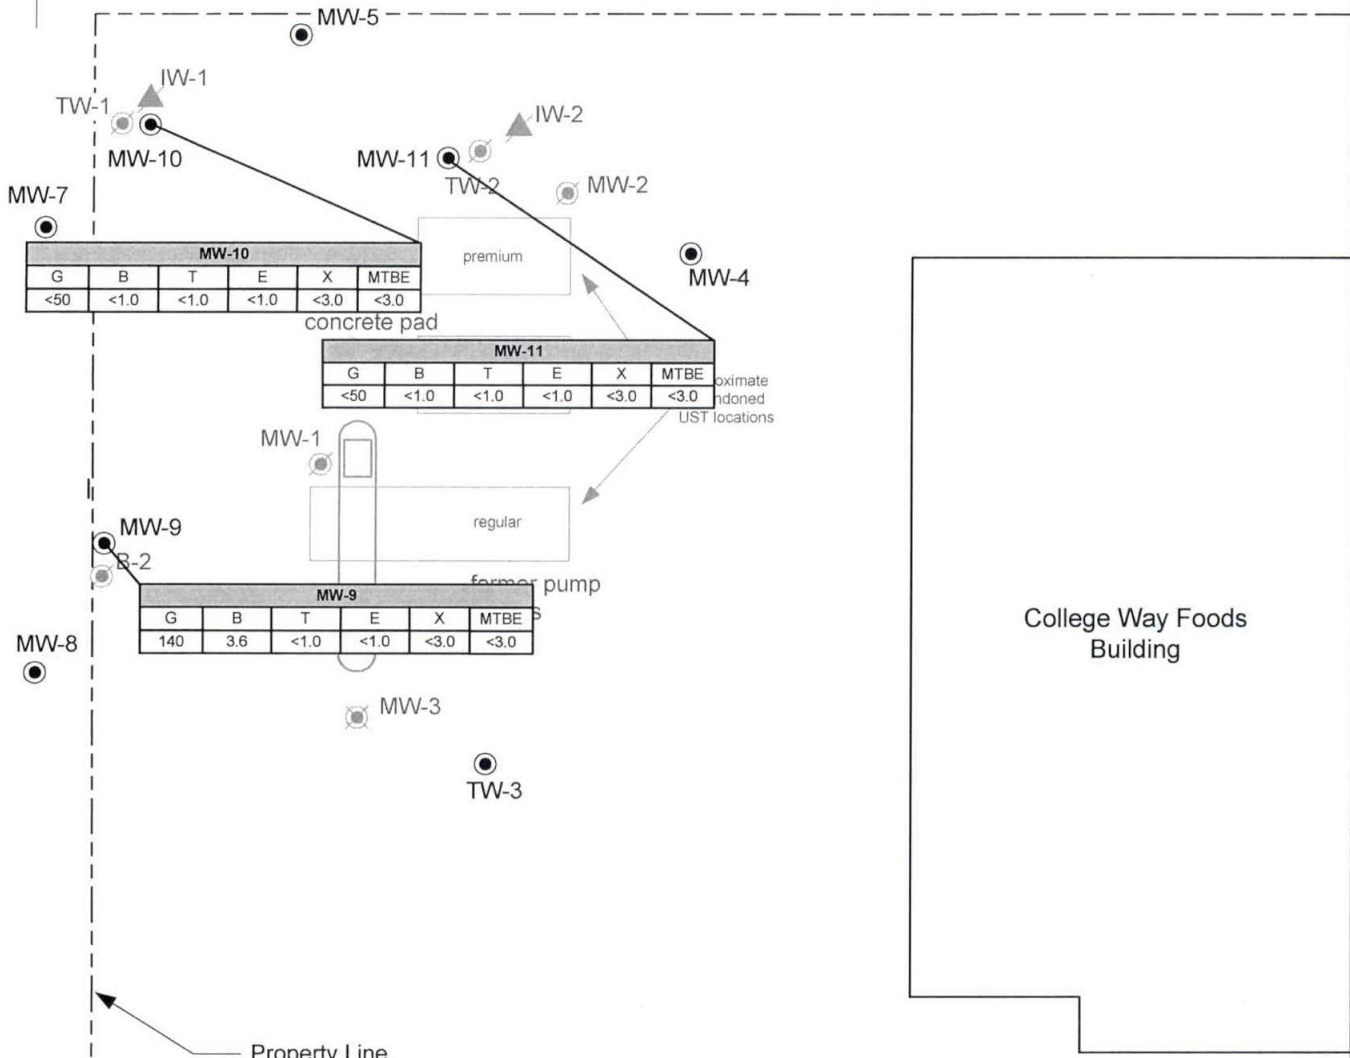 MW-5
IW-1
TW-1
MW-10
IW-2
MW-11
TW-2
MW-2
MW-7
MW-4
premium
MW-10
G B T E X MTBE
<50 <1.0 <1.0 <1.0 <3.0 <3.0
concrete pad
MW-11
G B T E X MTBE
<50 <1.0 <1.0 <1.0 <3.0 <3.0
oximate
ndoned
UST locations
MW-1
regular
MW-9
B-2
former pump
s
MW-9
G B T E X MTBE
140 3.6 <1.0 <1.0 <3.0 <3.0
MW-8
College Way Foods
Building
MW-3
TW-3
Property Line